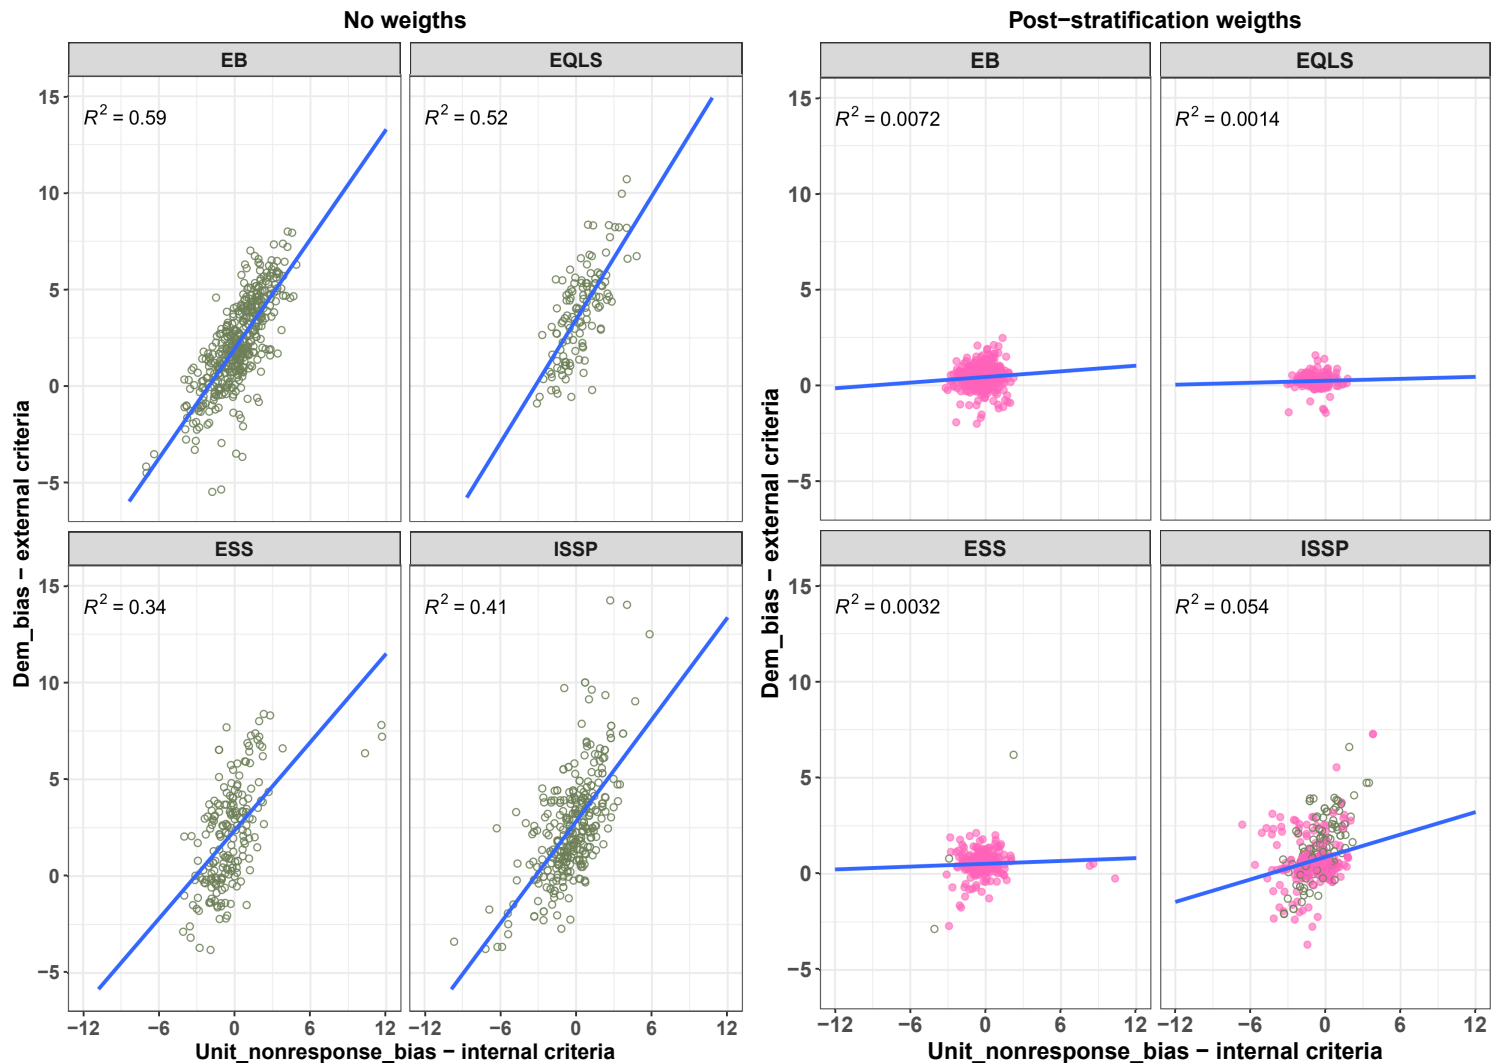 No weigths
EB
EQLS
R² = 0.59
R² = 0.52
15
10
5
0
−5
ESS
ISSP
R² = 0.34
R² = 0.41
15
10
5
0
−5
−12 −6 0 6 12
−12 −6 0 6 12
Dem_bias − external criteria
Unit_nonresponse_bias − internal criteria
Post−stratification weigths
EB
EQLS
R² = 0.0072
R² = 0.0014
15
10
5
0
−5
ESS
ISSP
R² = 0.0032
R² = 0.054
15
10
5
0
−5
−12 −6 0 6 12
−12 −6 0 6 12
Dem_bias − external criteria
Unit_nonresponse_bias − internal criteria